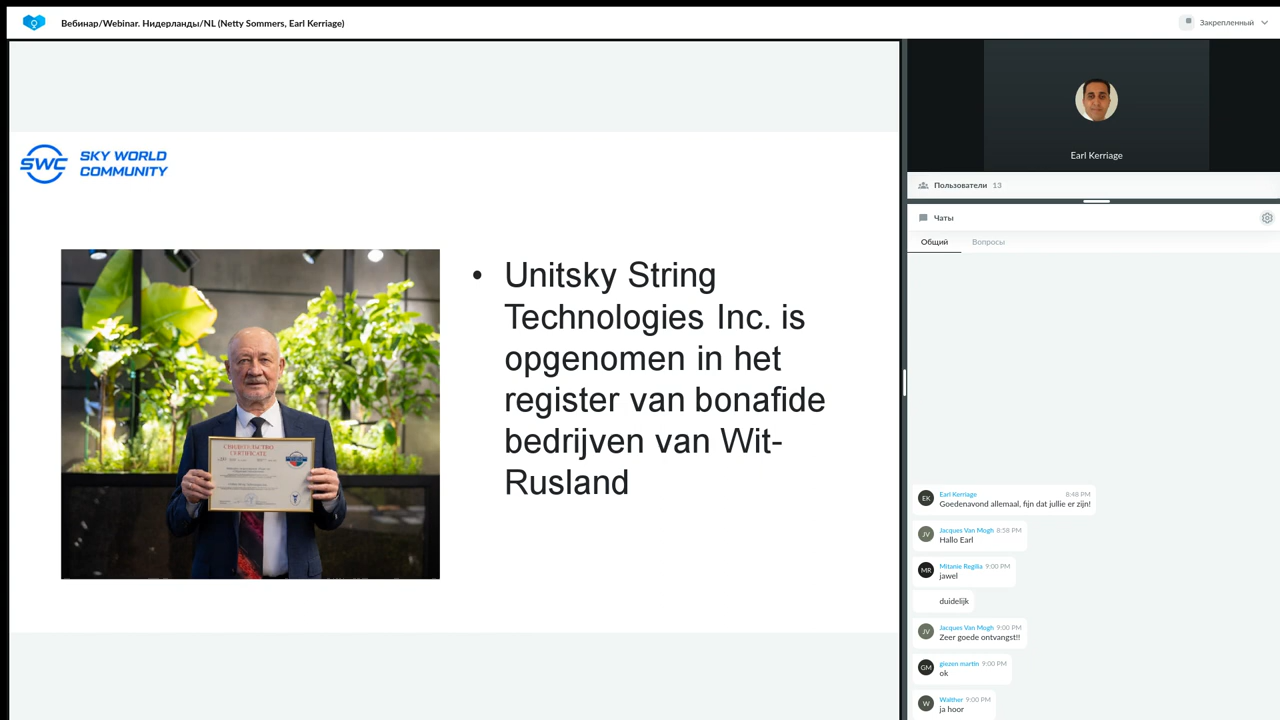 Вебинар/Webinar. Нидерланды/NL (Netty Sommers, Earl Kerriage)
Закрепленный
SWC SKY WORLD
COMMUNITY
СВИДЕТЕЛЬСТВО
CERTIFICATE
• Unitsky String
Technologies Inc. is
opgenomen in het
register van bonafide
bedrijven van Wit-
Rusland
Earl Kerriage
Пользователи 13
Чаты
Общий Вопросы
EK
Earl Kerriage 8:48 PM
Goedenavond allemaal, fijn dat jullie er zijn!
JV
Jacques Van Mogh 8:58 PM
Hallo Earl
MR
Mitanie Regilia 9:00 PM
jawel
duidelijk
JV
Jacques Van Mogh 9:00 PM
Zeer goede ontvangst!!
GM
giezen martin 9:00 PM
ok
W
Walther 9:00 PM
ja hoor